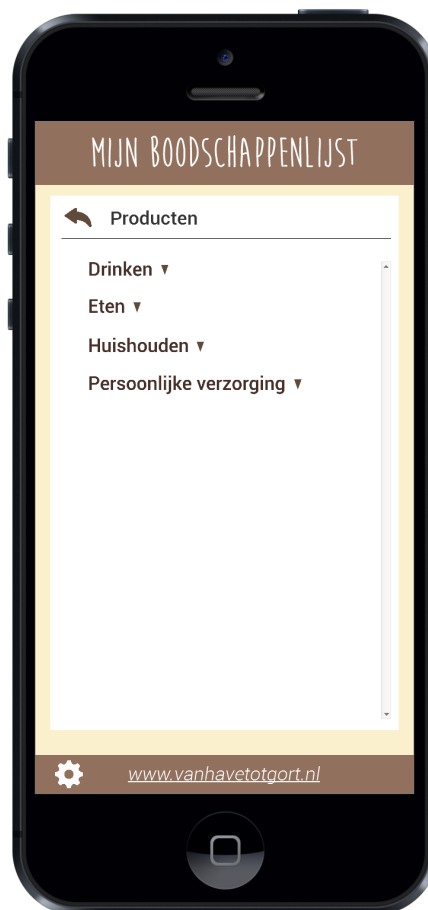 MIJN BOODSCHAPPENLIJST
Producten
Drinken
Eten
Huishouden
Persoonlijke verzorging
www.vanhavetotgort.nl